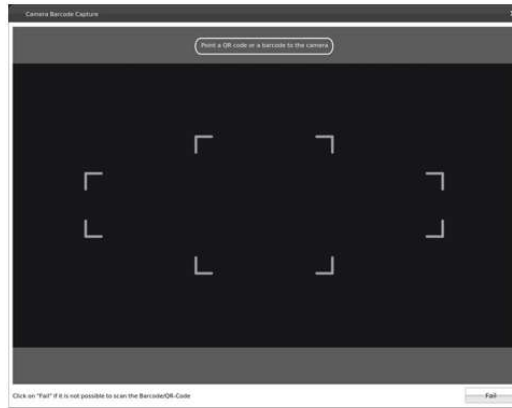 Camera Barcode Capture
Point a QR code or a barcode to the camera
Click on "Fail" if it is not possible to scan the Barcode/QR-Code
Fail